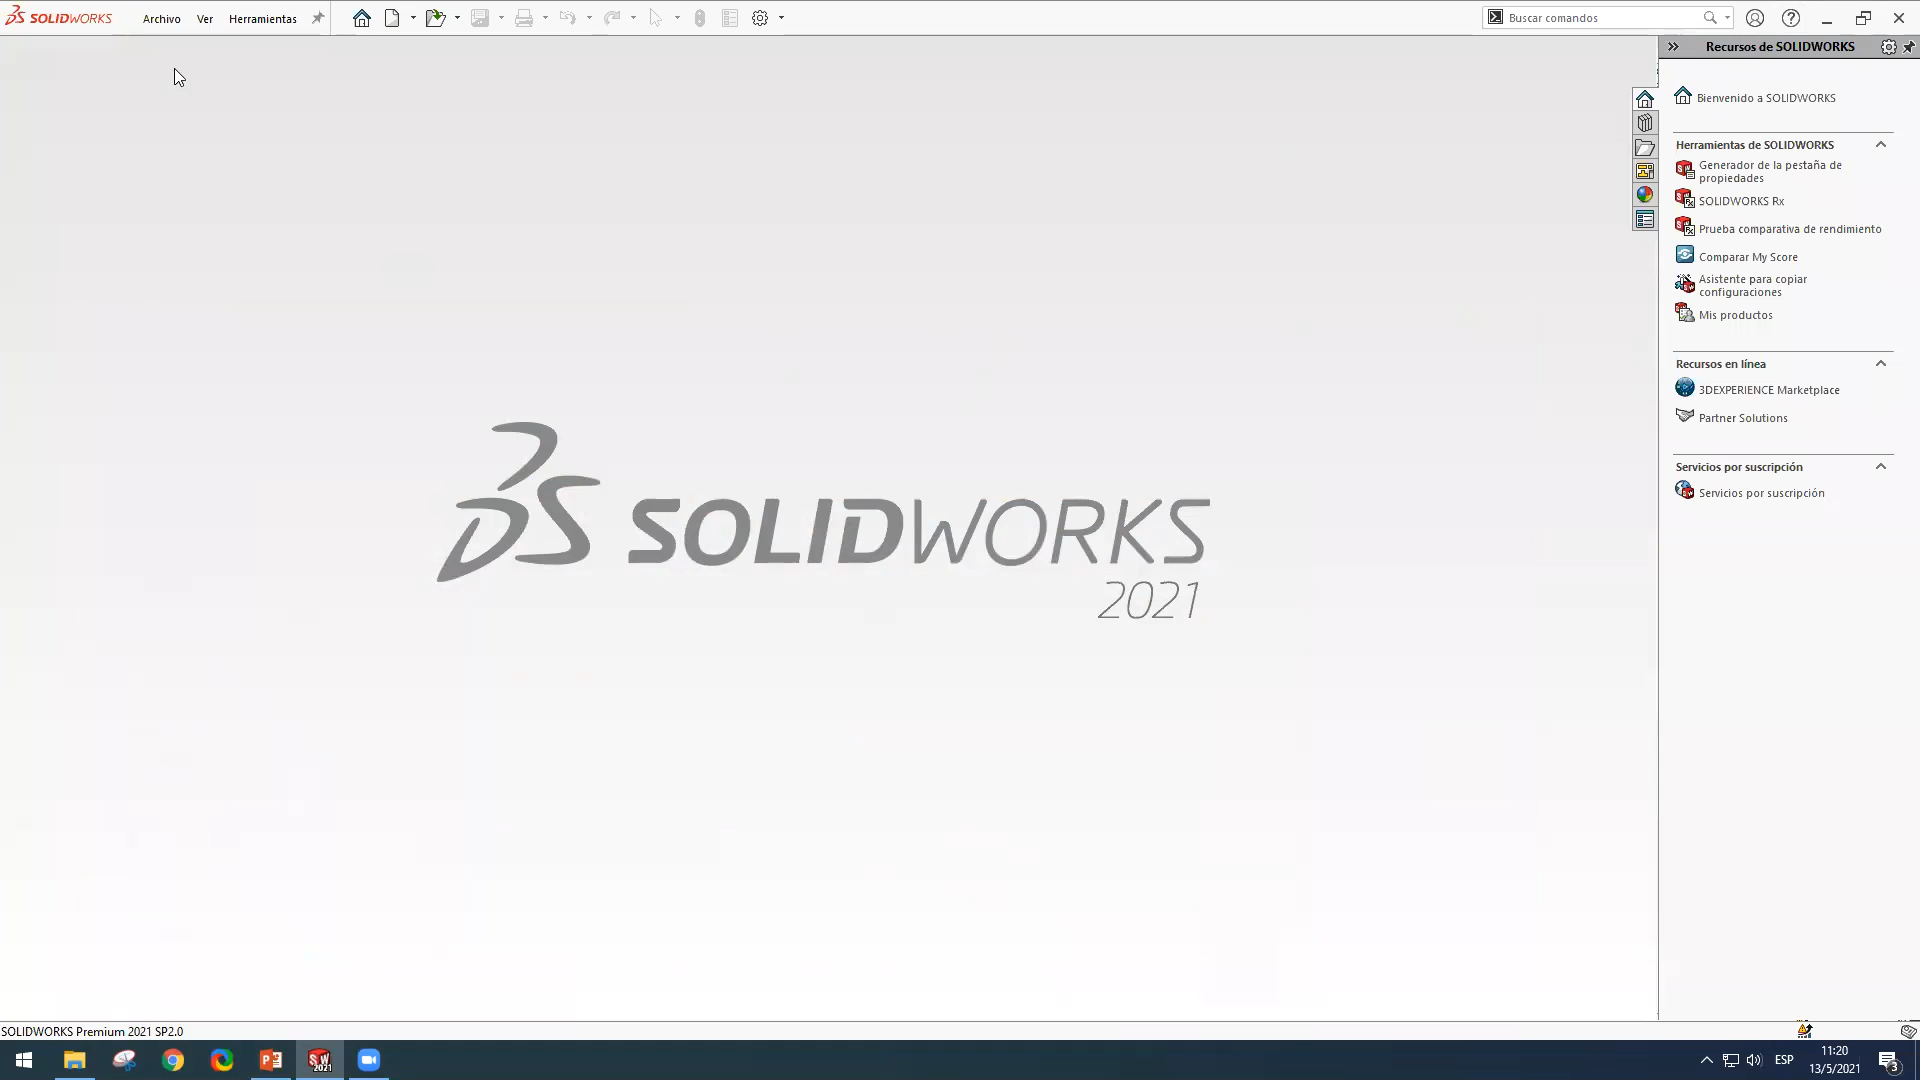 SOLIDWORKS Archivo Ver Herramientas Buscar comandos
Recursos de SOLIDWORKS
Bienvenido a SOLIDWORKS
Herramientas de SOLIDWORKS
Generador de la pestaña de
propiedades
SOLIDWORKS Rx
Prueba comparativa de rendimiento
Comparar My Score
Asistente para copiar
configuraciones
Mis productos
Recursos en línea
3DEXPERIENCE Marketplace
Partner Solutions
Servicios por suscripción
Servicios por suscripción
SOLIDWORKS
2021
SOLIDWORKS Premium 2021 SP2.0
ESP
11:20
13/5/2021
3